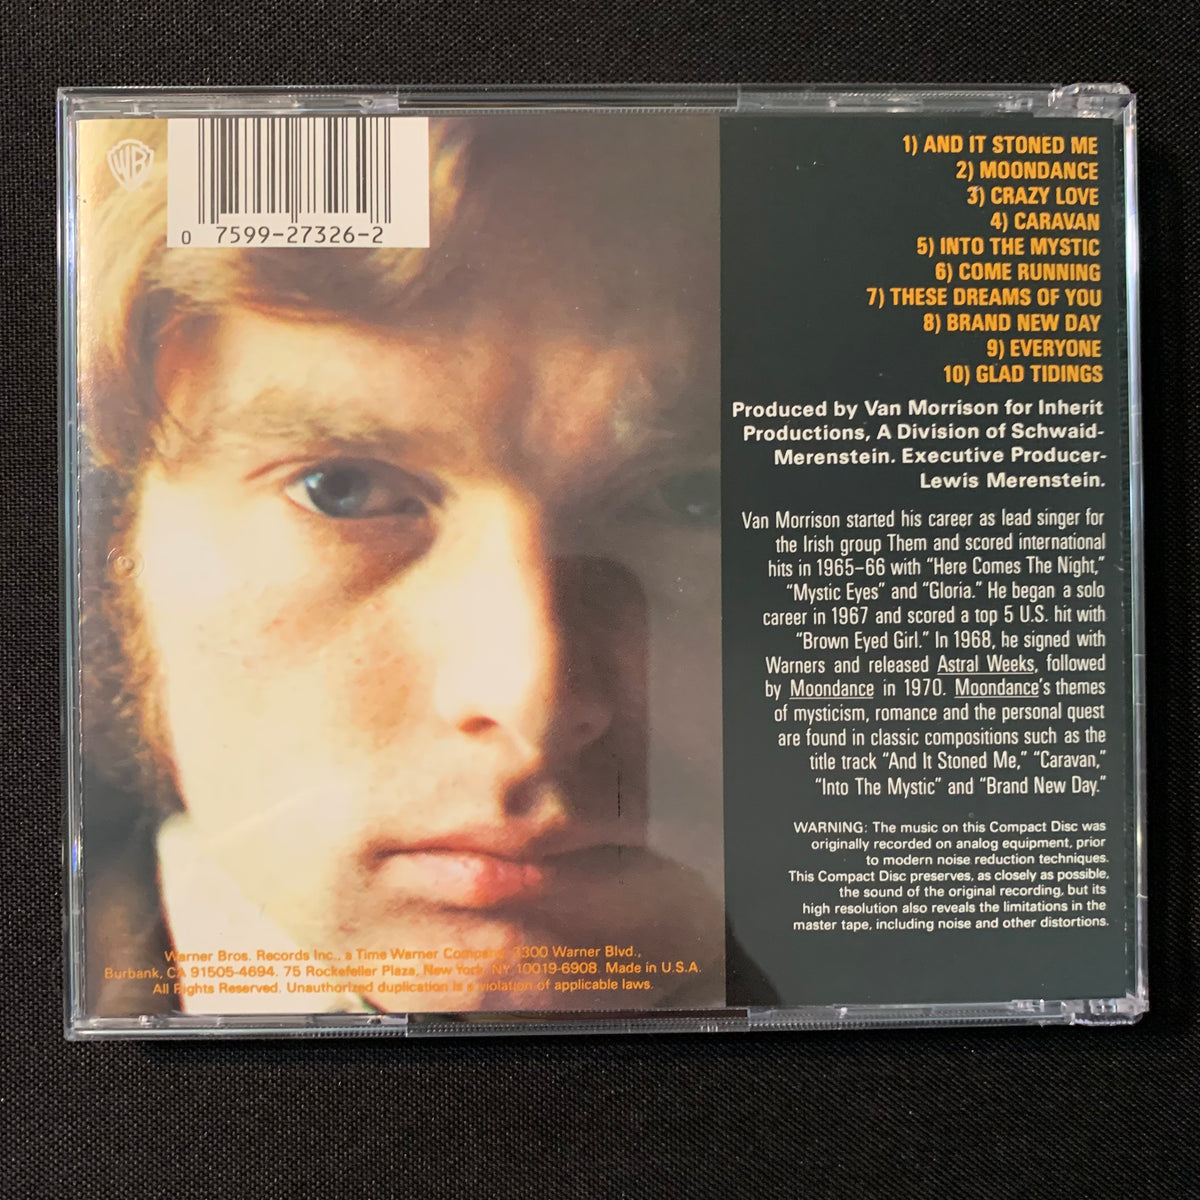 WB
0 7599-27326-2
1) AND IT STONED ME
2) MOONDANCE
3) CRAZY LOVE
4) CARAVAN
5) INTO THE MYSTIC
6) COME RUNNING
7) THESE DREAMS OF YOU
8) BRAND NEW DAY
9) EVERYONE
10) GLAD TIDINGS
Produced by Van Morrison for Inherit
Productions, A Division of Schwaid-
Merenstein. Executive Producer-
Lewis Merenstein.
Van Morrison started his career as lead singer for
the Irish group Them and scored international
hits in 1965–66 with “Here Comes The Night,”
“Mystic Eyes” and “Gloria.” He began a solo
career in 1967 and scored a top 5 U.S. hit with
“Brown Eyed Girl.” In 1968, he signed with
Warners and released Astral Weeks, followed
by Moondance in 1970. Moondance’s themes
of mysticism, romance and the personal quest
are found in classic compositions such as the
title track “And It Stoned Me,” “Caravan,”
“Into The Mystic” and “Brand New Day.”
WARNING: The music on this Compact Disc was
originally recorded on analog equipment, prior
to modern noise reduction techniques.
This Compact Disc preserves, as closely as possible,
the sound of the original recording, but its
high resolution also reveals the limitations in the
master tape, including noise and other distortions.
Warner Bros. Records Inc., a Time Warner Company, 3300 Warner Blvd.,
Burbank, CA 91505-4694. 75 Rockefeller Plaza, New York, NY 10019-6908. Made in U.S.A.
All Rights Reserved. Unauthorized duplication is a violation of applicable laws.